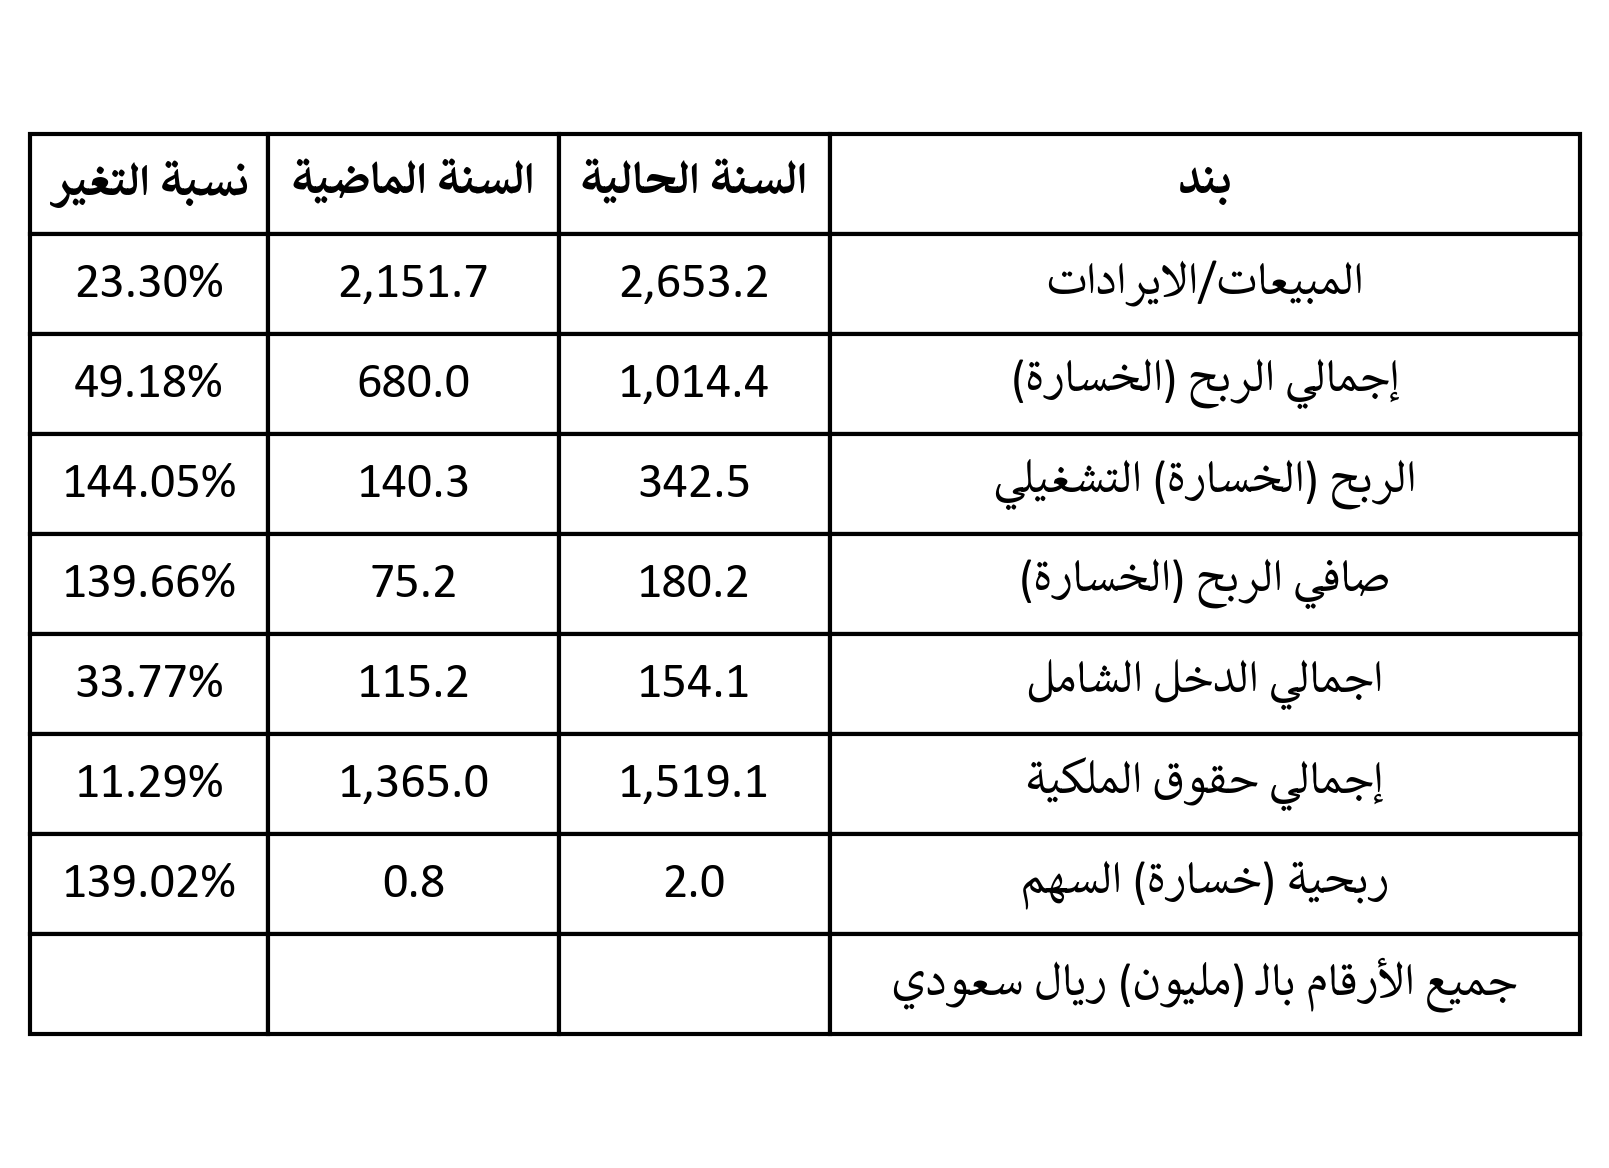 بند السنة الحالية السنة الماضية نسبة التغير
المبيعات/الايرادات 2,653.2 2,151.7 23.30%
إجمالي الربح (الخسارة) 1,014.4 680.0 49.18%
الربح (الخسارة) التشغيلي 342.5 140.3 144.05%
صافي الربح (الخسارة) 180.2 75.2 139.66%
اجمالي الدخل الشامل 154.1 115.2 33.77%
إجمالي حقوق الملكية 1,519.1 1,365.0 11.29%
ربحية (خسارة) السهم 2.0 0.8 139.02%
جميع الأرقام بالـ (مليون) ريال سعودي